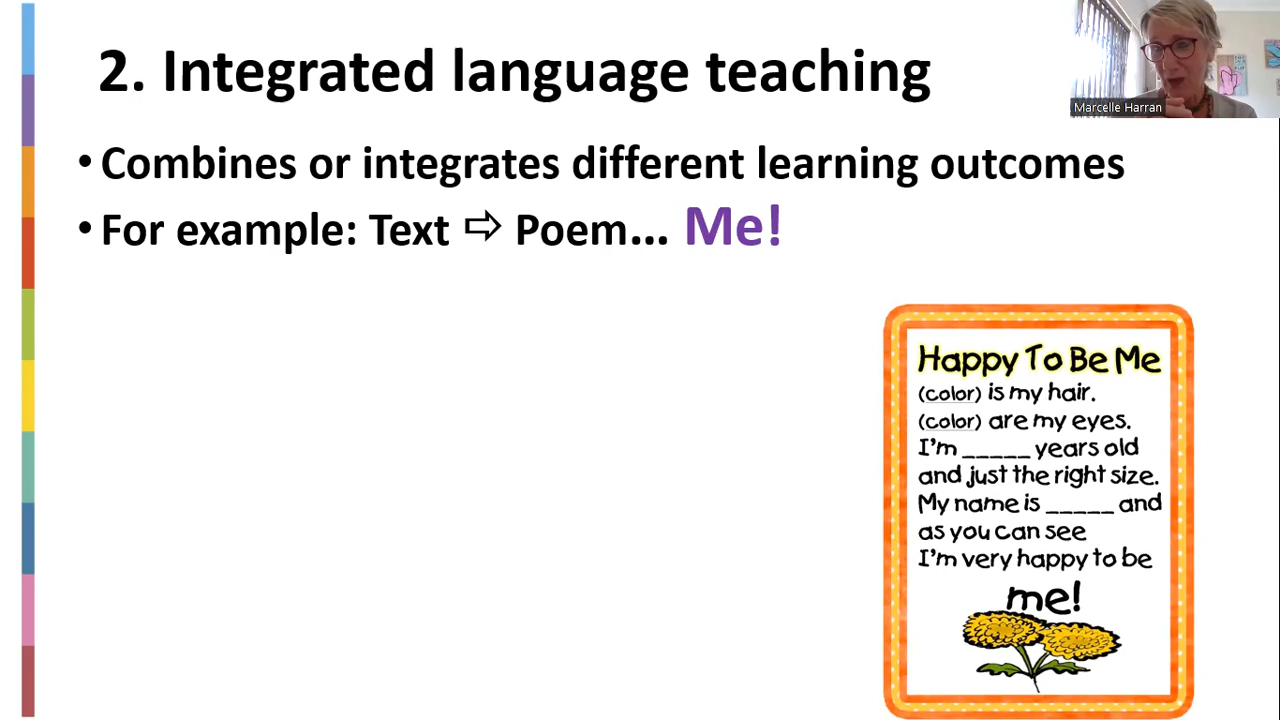 2. Integrated language teaching
Marcelle Harran
• Combines or integrates different learning outcomes
• For example: Text ⇨ Poem... Me!
Happy To Be Me
(color) is my hair.
(color) are my eyes.
I'm _____ years old
and just the right size.
My name is _____ and
as you can see
I'm very happy to be
me!